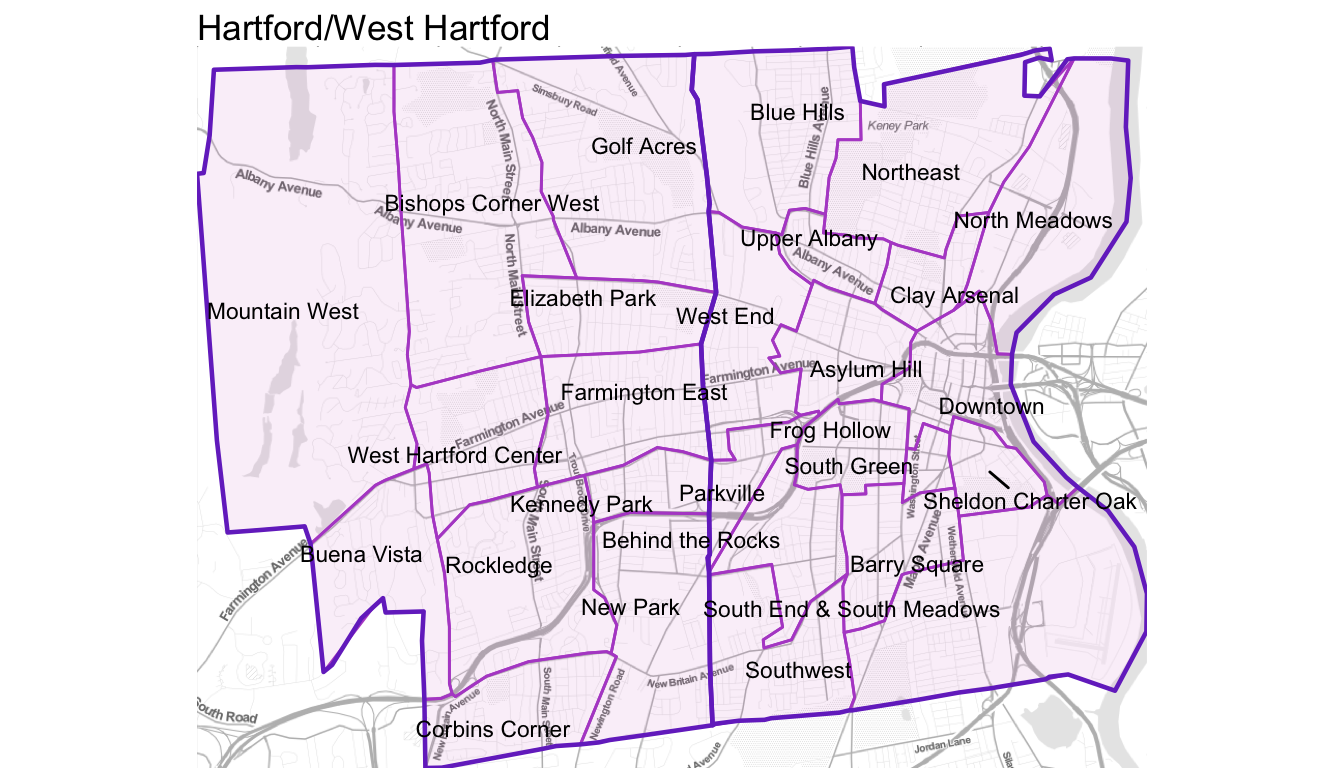 Hartford/West Hartford
Simsbury Road
Avenue
North Main Street
Blue Hills
Blue Hills Avenue
Keney Park
Golf Acres
Northeast
Albany Avenue
Bishops Corner West
Albany Avenue
Albany Avenue
North Meadows
Upper Albany
Albany Avenue
North Main Street
Elizabeth Park
Clay Arsenal
Mountain West
West End
Farmington Avenue
Asylum Hill
Farmington East
Downtown
Farmington Avenue
Frog Hollow
West Hartford Center
South Green
Washington Street
Trout Brook Drive
Kennedy Park
Parkville
Sheldon Charter Oak
South Main Street
Behind the Rocks
Main Avenue
Buena Vista
Rockledge
Barry Square
Farmington Avenue
New Park
South End & South Meadows
Southwest
New Britain Avenue
South Main Street
Newington Road
South Road
Corbins Corner
Jordan Lane
Avenue